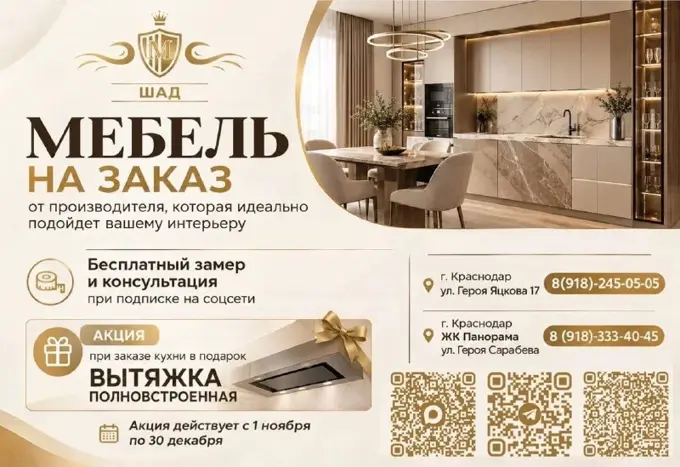 ШАД
МЕБЕЛЬ
НА ЗАКАЗ
от производителя, которая идеально
подойдет вашему интерьеру
Бесплатный замер
и консультация
при подписке на соцсети
АКЦИЯ
при заказе кухни в подарок
ВЫТЯЖКА
ПОЛНОВСТРОЕННАЯ
Акция действует с 1 ноября
по 30 декабря
г. Краснодар
ул. Героя Яцкова 17
8(918)-245-05-05
г. Краснодар
ЖК Панорама
ул. Героя Сарабева
8 (918)-333-40-45